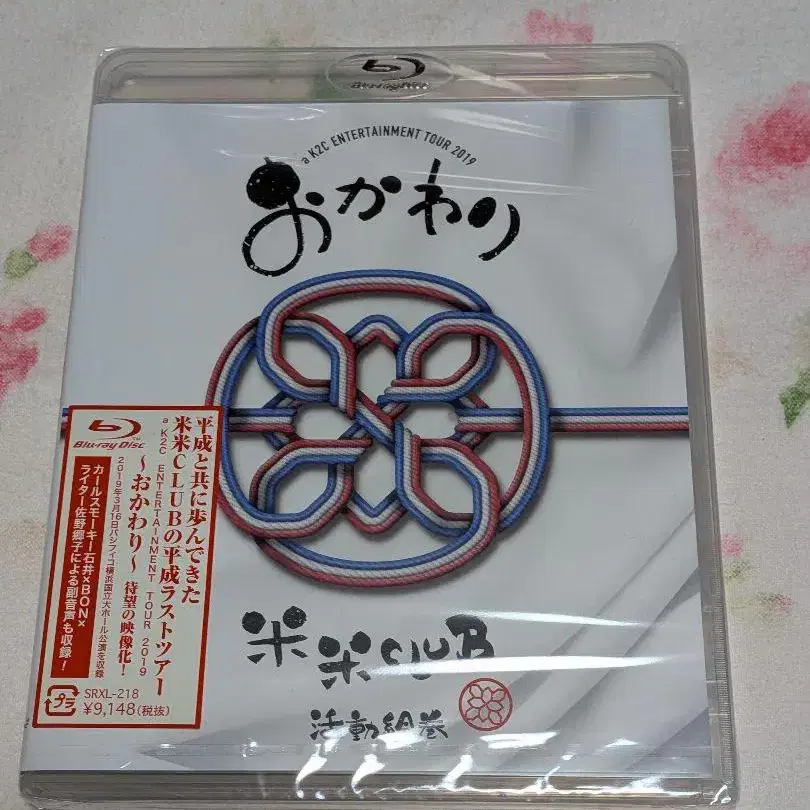 Blu-ray Disc
a K2C ENTERTAINMENT TOUR 2019
おかわり
米米CLUB
活動絵巻
平成と共に歩んできた
米米CLUBの平成ラストツアー
a K2C ENTERTAINMENT TOUR 2019
～おかわり～ 待望の映像化！
2019年3月16日パシフィコ横浜国立大ホール公演を収録
カールスモーキー石井×BON×
ライター佐野郷子による副音声も収録！
Blu-ray Disc
TM
プラ
SRXL-218
¥9,148(税抜)